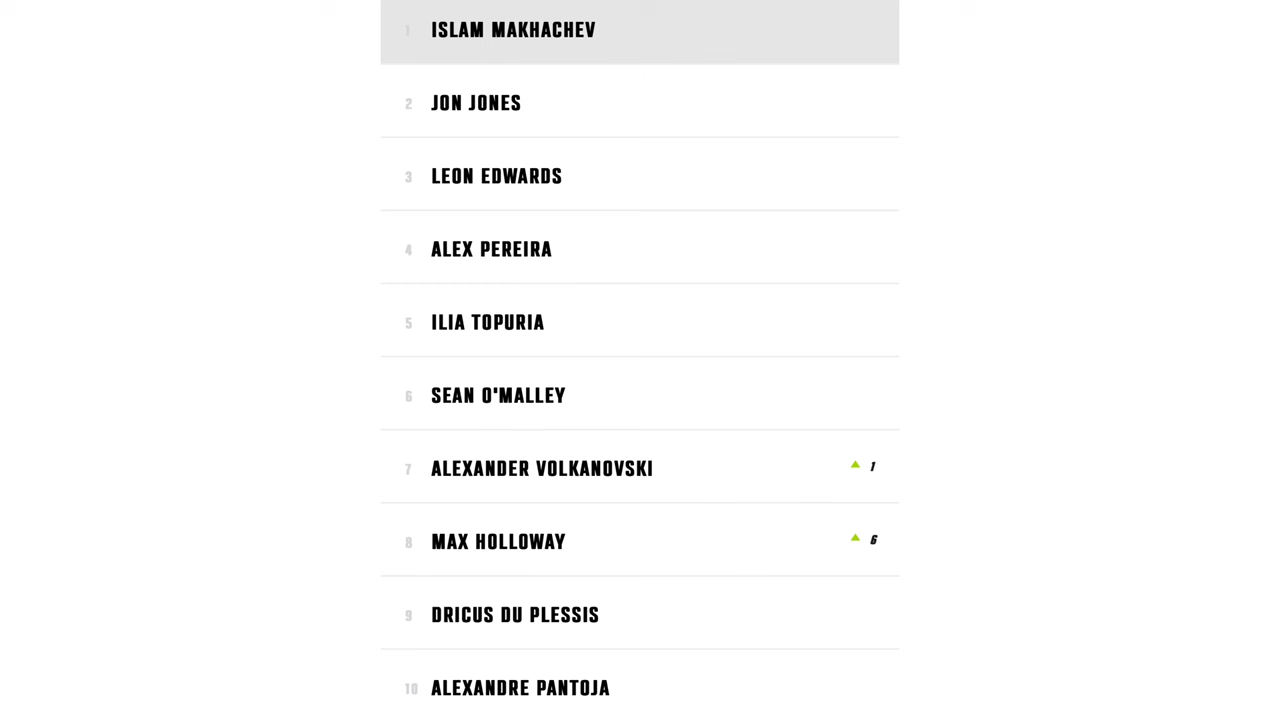 1 ISLAM MAKHACHEV
2 JON JONES
3 LEON EDWARDS
4 ALEX PEREIRA
5 ILIA TOPURIA
6 SEAN O'MALLEY
7 ALEXANDER VOLKANOVSKI 1
8 MAX HOLLOWAY 6
9 DRICUS DU PLESSIS
10 ALEXANDRE PANTOJA